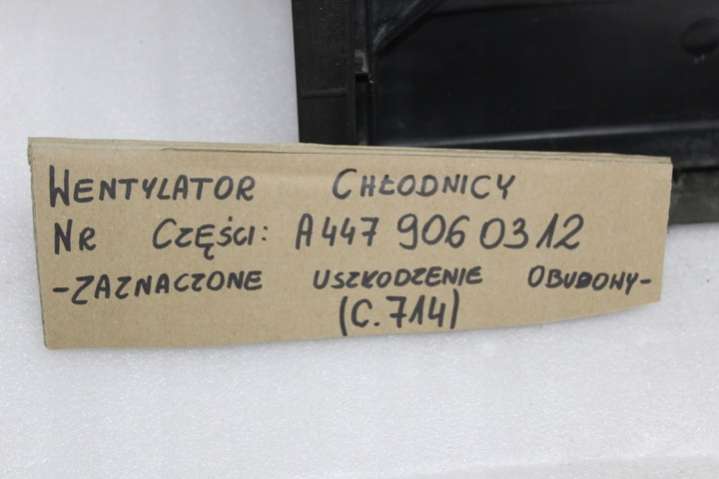 WENTYLATOR CHŁODNICY
NR CZĘŚCI: A447 906 03 12
-ZAZNACZONE USZKODZENIE OBUDOWY-
(C.714)